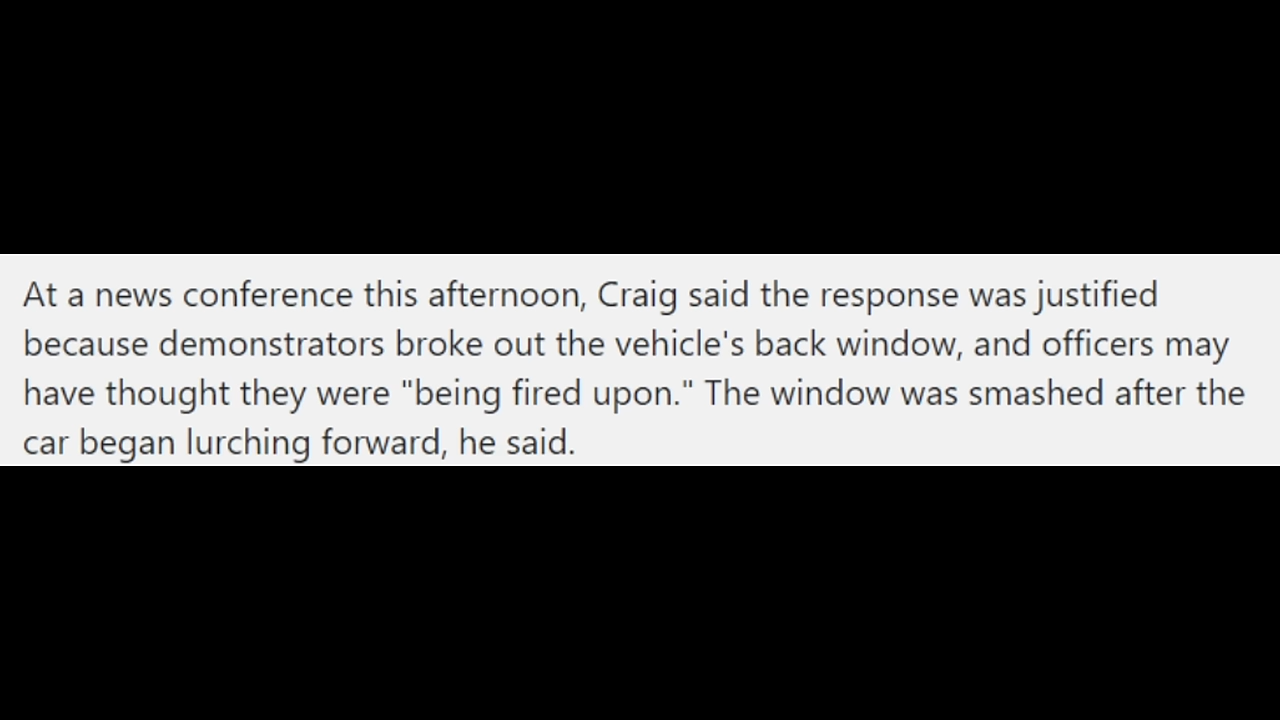 At a news conference this afternoon, Craig said the response was justified
because demonstrators broke out the vehicle's back window, and officers may
have thought they were "being fired upon." The window was smashed after the
car began lurching forward, he said.